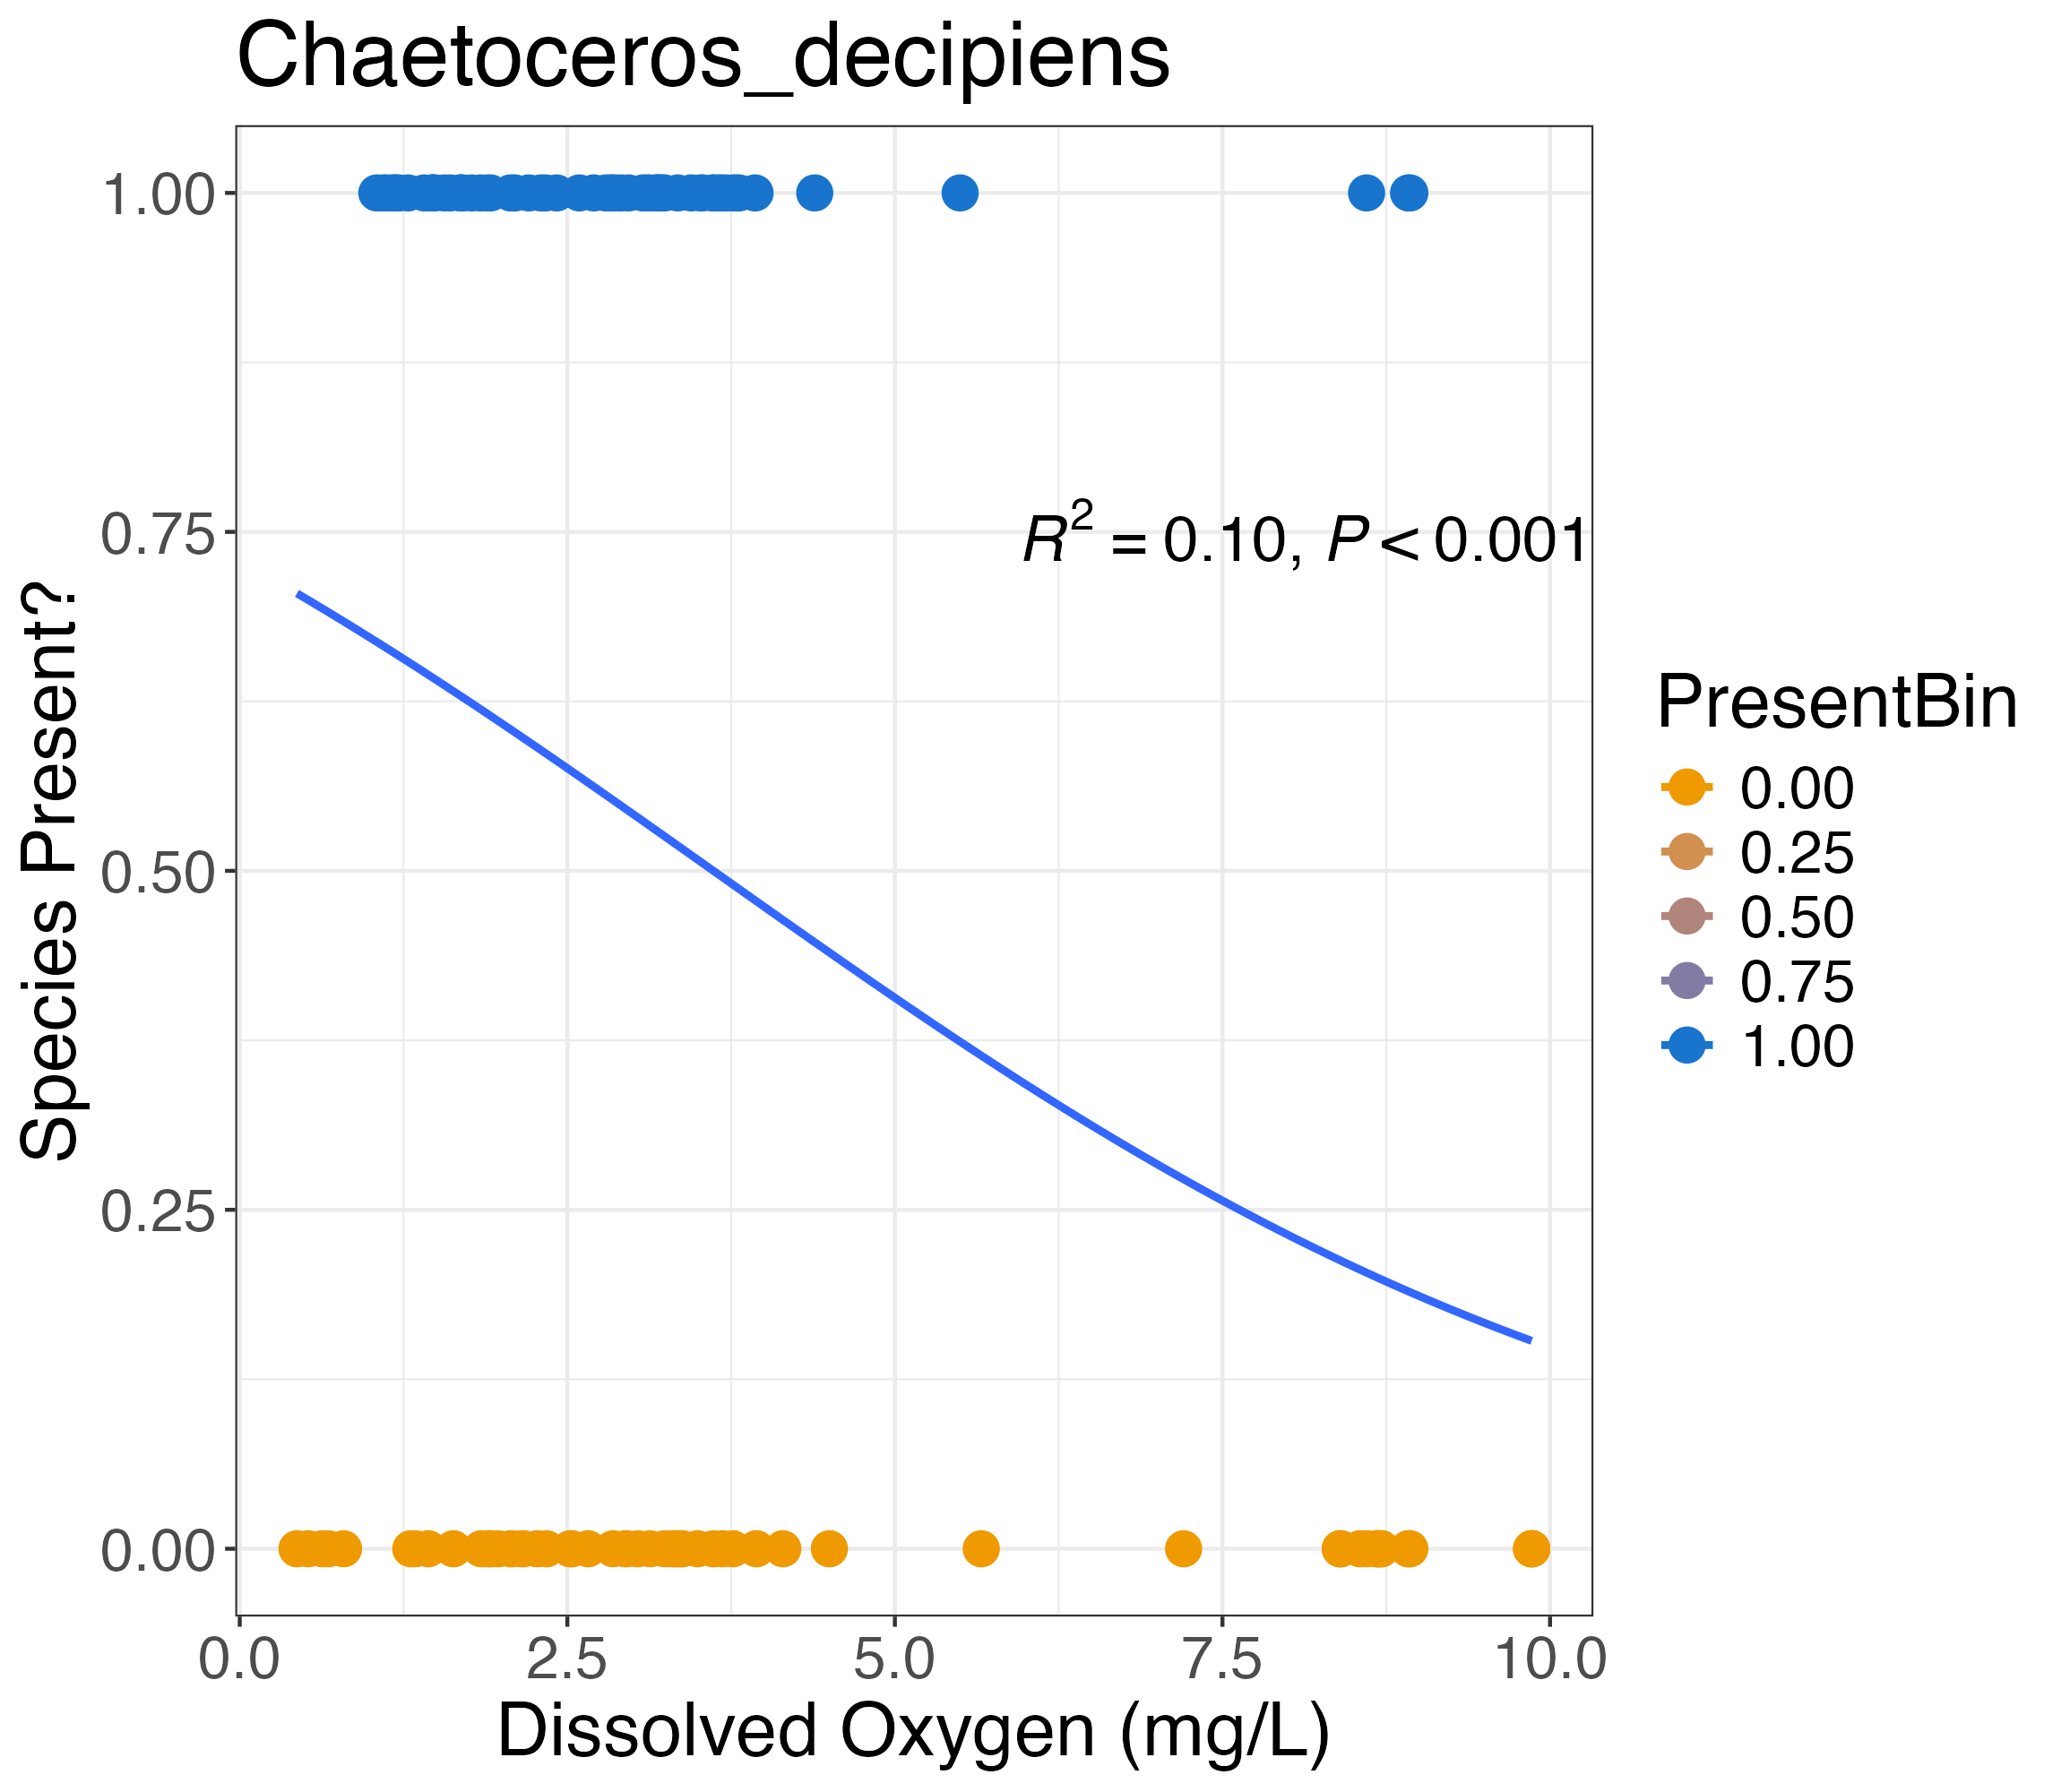 Chaetoceros_decipiens
1.00
0.75
0.50
0.25
0.00
Species Present?
R² = 0.10, P < 0.001
0.0 2.5 5.0 7.5 10.0
Dissolved Oxygen (mg/L)
PresentBin
0.00
0.25
0.50
0.75
1.00